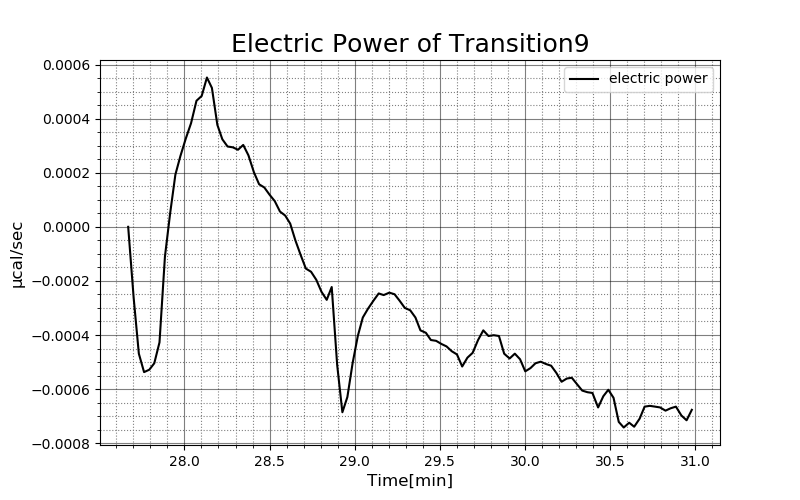 Electric Power of Transition9
electric power
0.0006
0.0004
0.0002
0.0000
−0.0002
−0.0004
−0.0006
−0.0008
μcal/sec
28.0 28.5 29.0 29.5 30.0 30.5 31.0
Time[min]